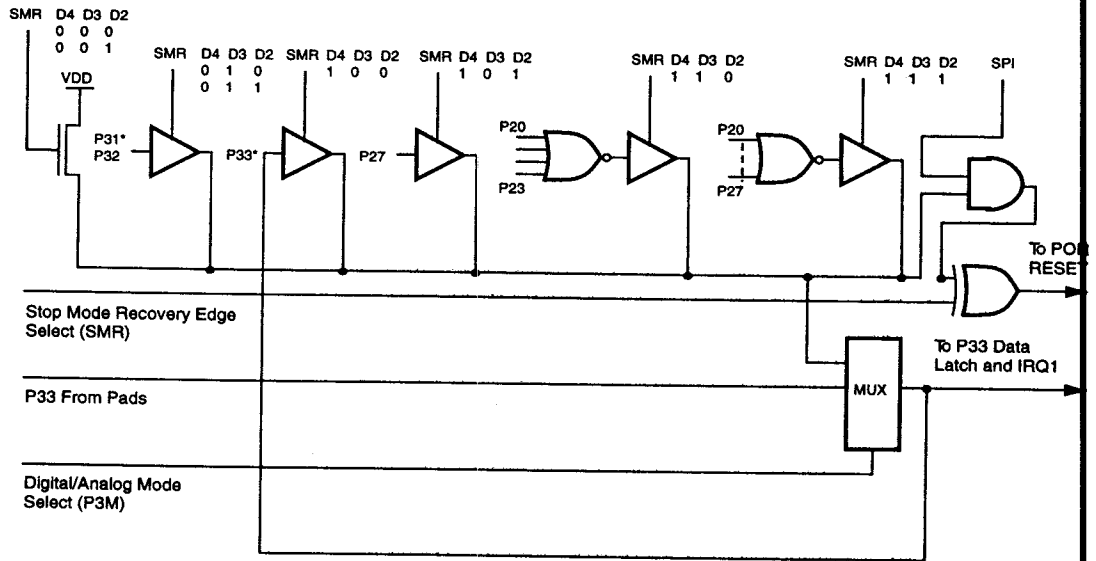 SMR D4 D3 D2
0 0 0
0 0 1
VDD
SMR D4 D3 D2
0 1 0
0 1 1
SMR D4 D3 D2
1 0 0
SMR D4 D3 D2
1 0 1
SMR D4 D3 D2
1 1 0
SMR D4 D3 D2
1 1 1
SPI
P31*
P32
P33*
P27
P20
P23
P20
P27
To POR
RESET
Stop Mode Recovery Edge
Select (SMR)
To P33 Data
Latch and IRQ1
MUX
P33 From Pads
Digital/Analog Mode
Select (P3M)